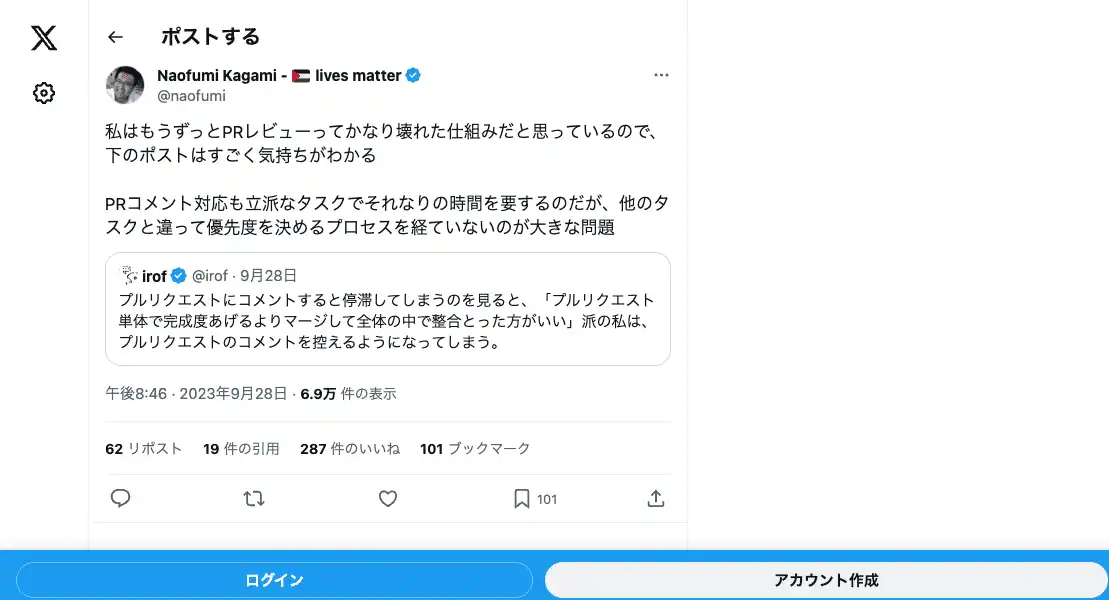 ポストする
Naofumi Kagami - 🇵🇸 lives matter
@naofumi
私はもうずっとPRレビューってかなり壊れた仕組みだと思っているので、
下のポストはすごく気持ちがわかる
PRコメント対応も立派なタスクでそれなりの時間を要するのだが、他のタ
スクと違って優先度を決めるプロセスを経ていないのが大きな問題
irof @irof · 9月28日
プルリクエストにコメントすると停滞してしまうのを見ると、「プルリクエスト
単体で完成度あげるよりマージして全体の中で整合とった方がいい」派の私は、
プルリクエストのコメントを控えるようになってしまう。
午後8:46 · 2023年9月28日 · 6.9万 件の表示
62 リポスト 19 件の引用 287 件のいいね 101 ブックマーク
101
ログイン アカウント作成